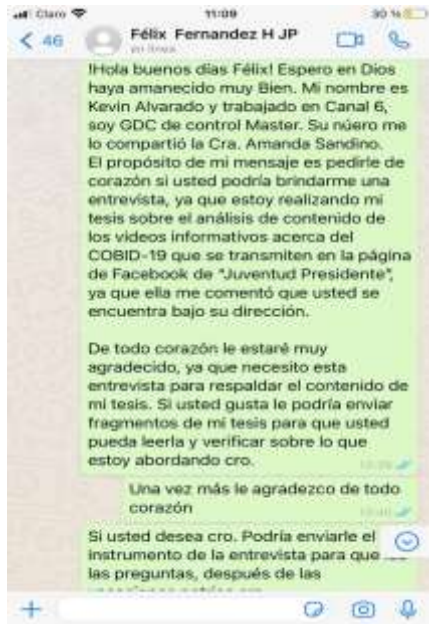 Claro
11:09
30 %
46
Félix Fernandez H JP
en línea
!Hola buenos días Félix! Espero en Dios
haya amanecido muy Bien. Mi nombre es
Kevin Alvarado y trabajado en Canal 6,
soy GDC de control Master. Su núero me
lo compartió la Cra. Amanda Sandino.
El propósito de mi mensaje es pedirle de
corazón si usted podría brindarme una
entrevista, ya que estoy realizando mi
tesis sobre el análisis de contenido de
los videos informativos acerca del
COBID-19 que se transmiten en la página
de Facebook de "Juventud Presidente",
ya que ella me comentó que usted se
encuentra bajo su dirección.
De todo corazón le estaré muy
agradecido, ya que necesito esta
entrevista para respaldar el contenido de
mi tesis. Si usted gusta le podría enviar
fragmentos de mi tesis para que usted
pueda leerla y verificar sobre lo que
estoy abordando cro.
Una vez más le agradezco de todo
corazón
Si usted desea cro. Podría enviarle el
instrumento de la entrevista para que
las preguntas, después de las